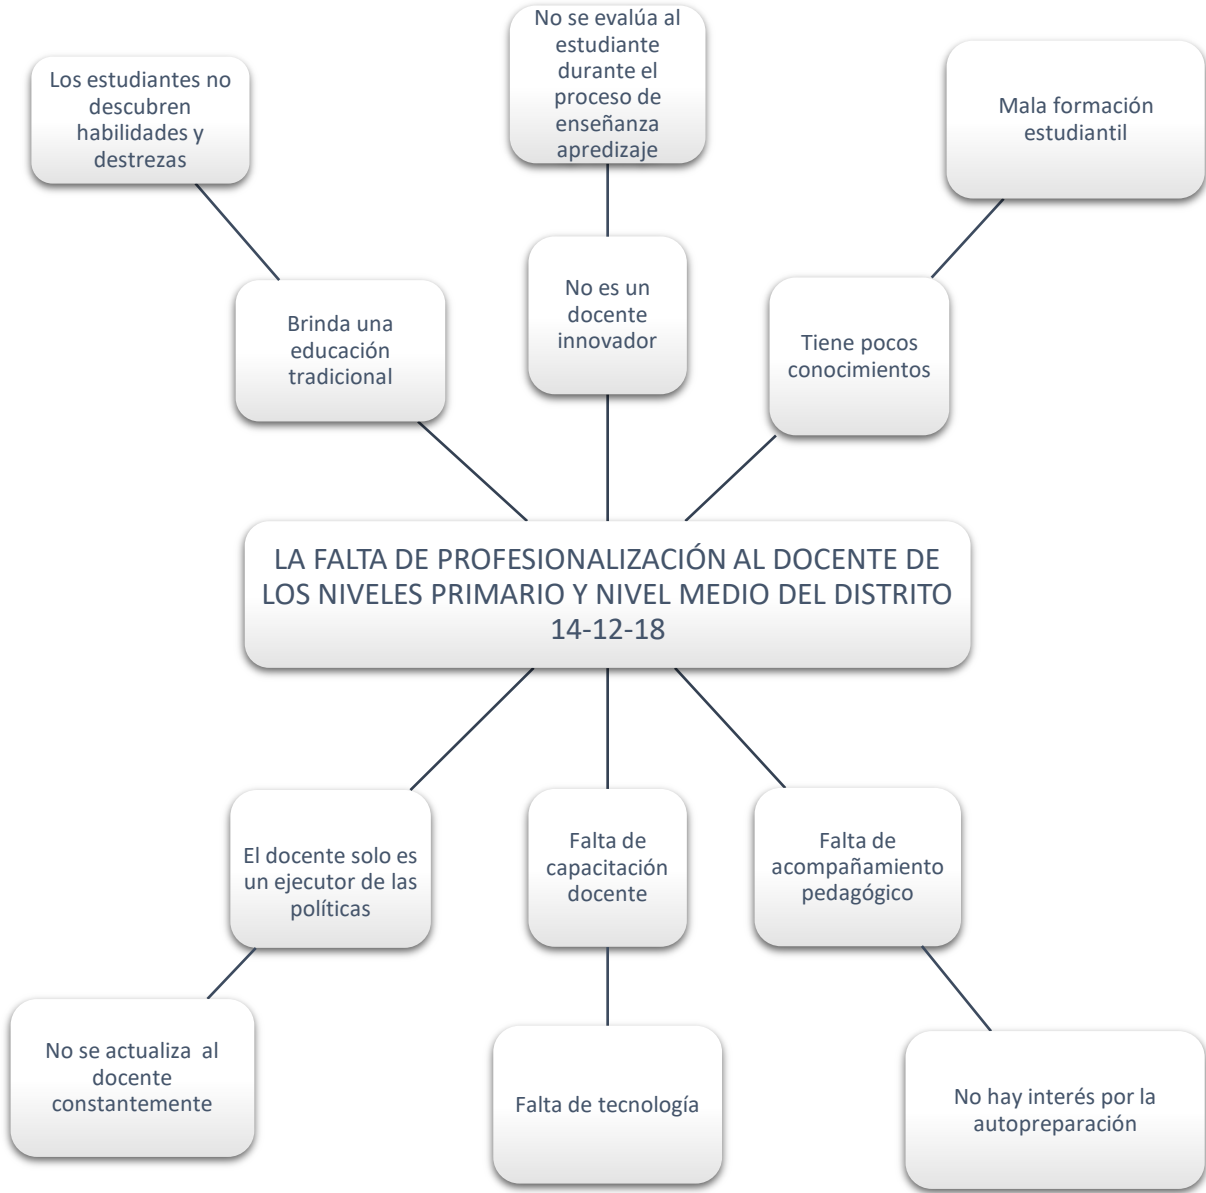 No se evalúa al
estudiante
durante el
proceso de
enseñanza
apredizaje
Los estudiantes no
descubren
habilidades y
destrezas
Mala formación
estudiantil
Brinda una
educación
tradicional
No es un
docente
innovador
Tiene pocos
conocimientos
LA FALTA DE PROFESIONALIZACIÓN AL DOCENTE DE
LOS NIVELES PRIMARIO Y NIVEL MEDIO DEL DISTRITO
14-12-18
El docente solo es
un ejecutor de las
políticas
Falta de
capacitación
docente
Falta de
acompañamiento
pedagógico
No se actualiza  al
docente
constantemente
Falta de tecnología
No hay interés por la
autopreparación